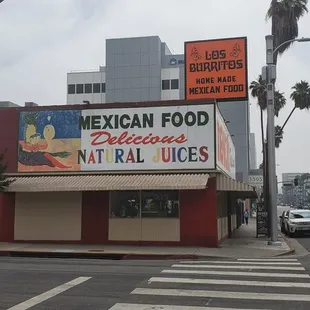 LOS
BURRITOS
HOME MADE
MEXICAN FOOD
MEXICAN FOOD
Delicious
NATURAL JUICES